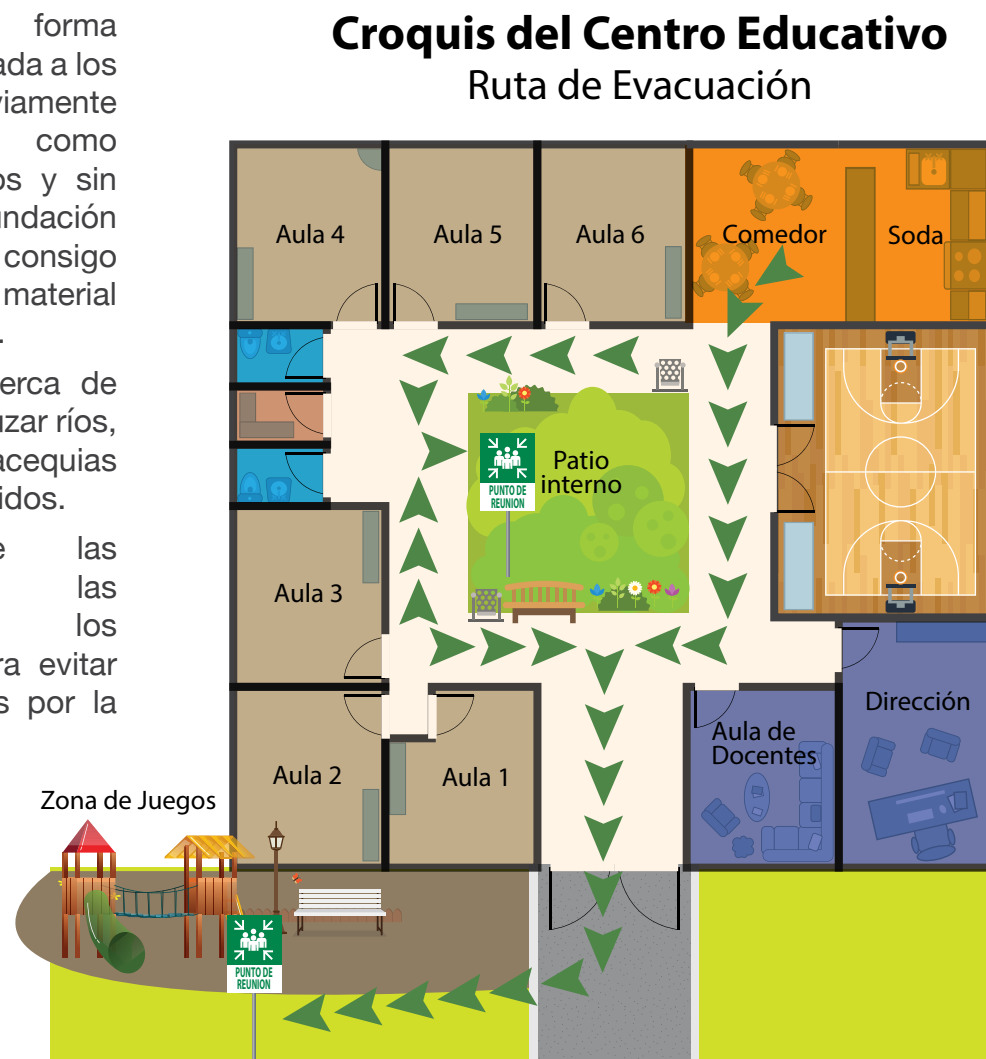 forma
ada a los
viamente
como
os y sin
undación
consigo
material
.
erca de
uzar ríos,
acequias
idos.
e las
las
los
ra evitar
s por la
Croquis del Centro Educativo
Ruta de Evacuación
Aula 4
Aula 5
Aula 6
Comedor
Soda
PUNTO DE
REUNION
Patio
interno
Aula 3
Aula 2
Aula 1
Aula de
Docentes
Dirección
Zona de Juegos
PUNTO DE
REUNION